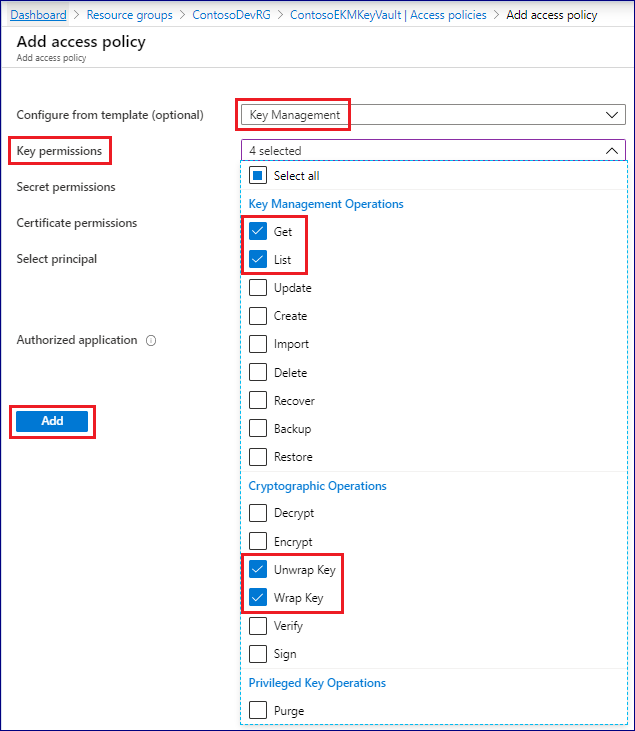 Dashboard > Resource groups > ContosoDevRG > ContosoEKMKeyVault | Access policies > Add access policy
Add access policy
Add access policy
Configure from template (optional)
Key Management
Key permissions
4 selected
Select all
Secret permissions
Key Management Operations
Certificate permissions
Get
Select principal
List
Update
Create
Authorized application
Import
Delete
Recover
Add
Backup
Restore
Cryptographic Operations
Decrypt
Encrypt
Unwrap Key
Wrap Key
Verify
Sign
Privileged Key Operations
Purge